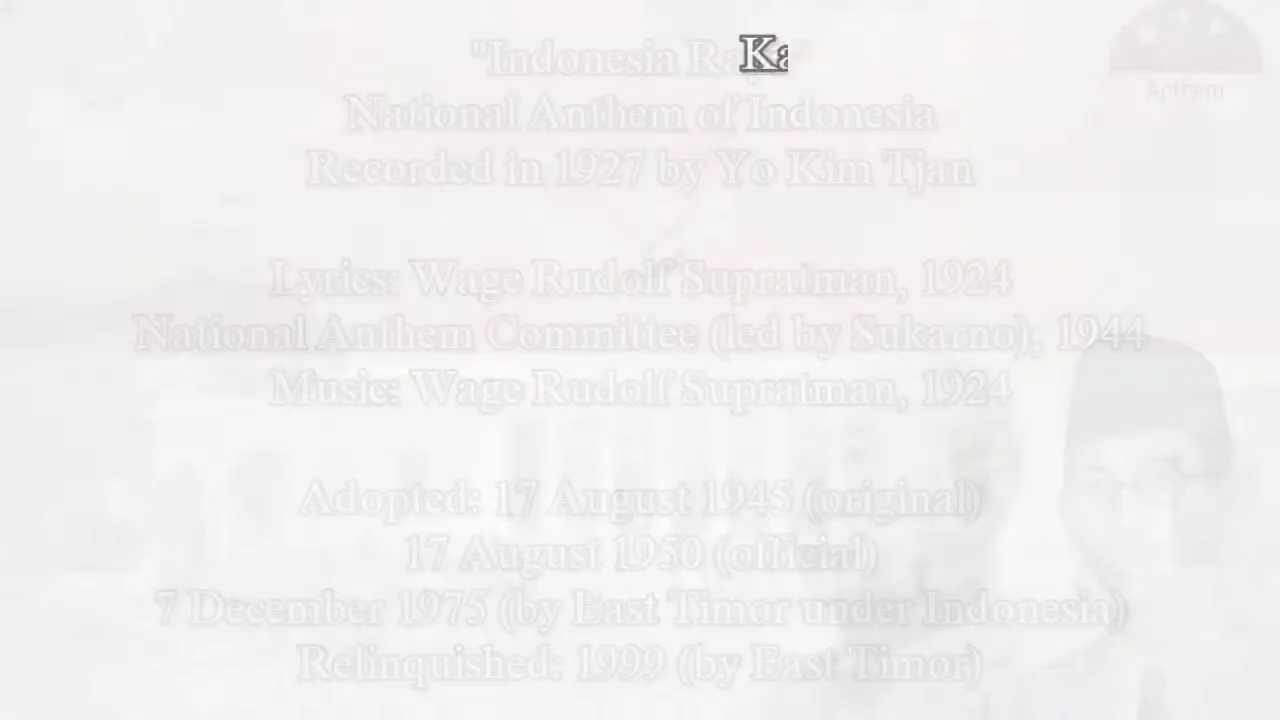 "Indonesia Ra
Ka
National Anthem of Indonesia
Recorded in 1927 by Yo Kim Tjan
Lyrics: Wage Rudolf Supratman, 1924
National Anthem Committee (led by Sukarno), 1944
Music: Wage Rudolf Supratman, 1924
Adopted: 17 August 1945 (original)
17 August 1950 (official)
7 December 1975 (by East Timor under Indonesia)
Relinquished: 1999 (by East Timor)
Anthem